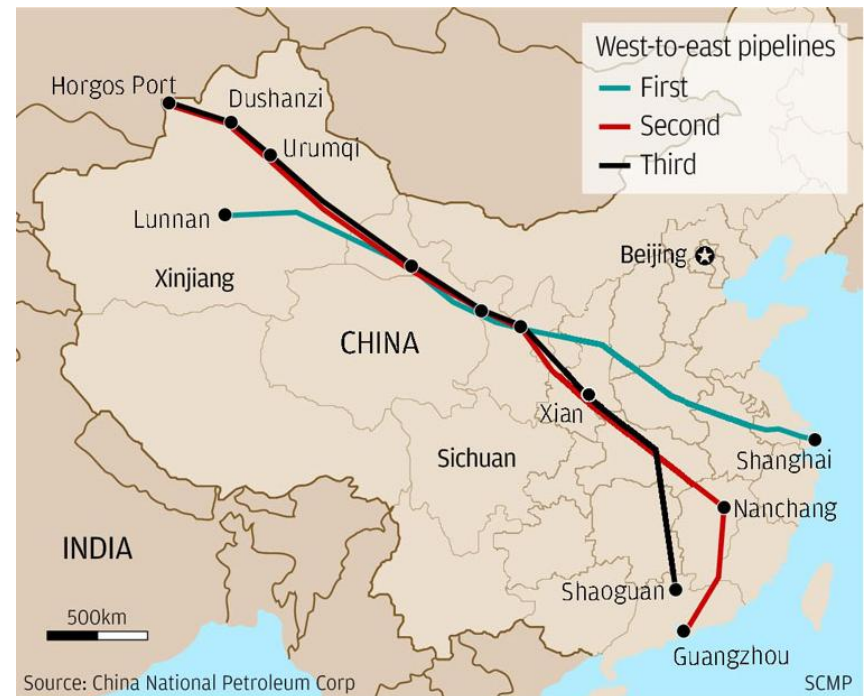 West-to-east pipelines
First
Second
Third
Horgos Port
Dushanzi
Urumqi
Lunnan
Xinjiang
Beijing
CHINA
Xian
Sichuan
Shanghai
Nanchang
INDIA
Shaoguan
500km
Guangzhou
Source: China National Petroleum Corp
SCMP